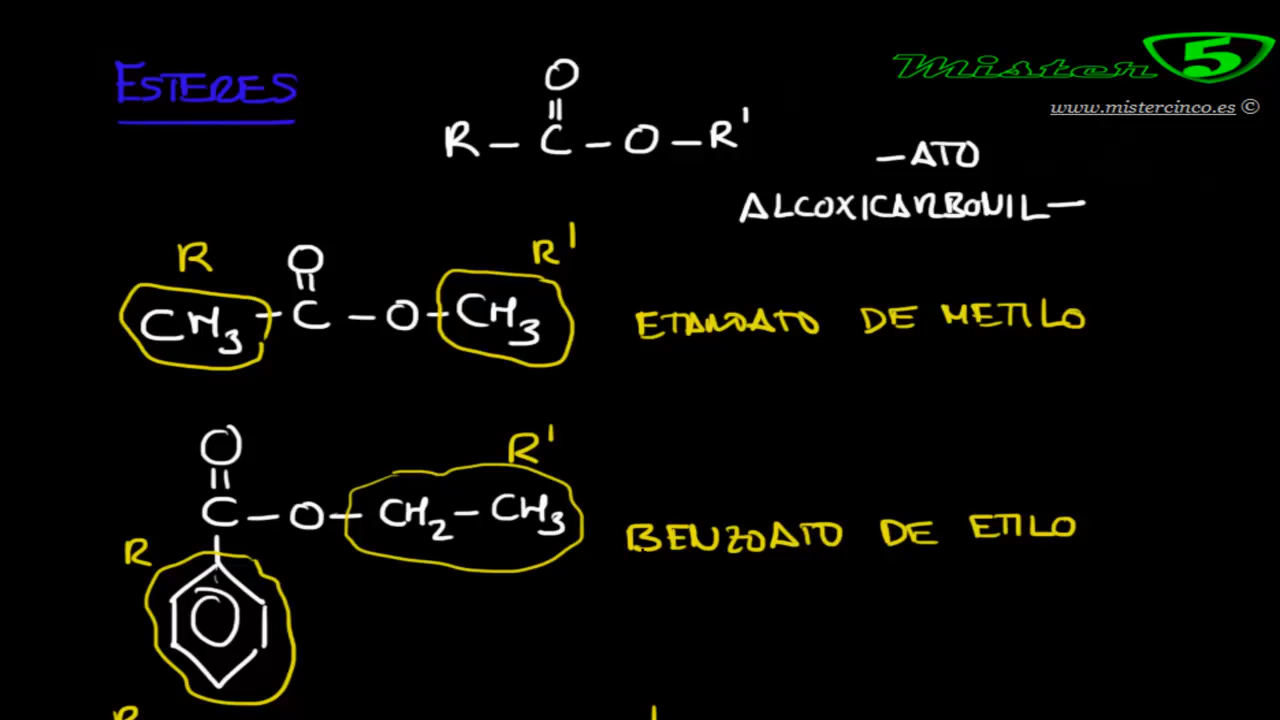 ESTERES
Mister 5
www.mistercinco.es ©
O
R – C – O – R'
– ATO
ALCOXICARBONIL –
R
R'
O
CH3 – C – O – CH3
ETANOATO DE METILO
O
R'
C – O – CH2 – CH3
BENZOATO DE ETILO
R